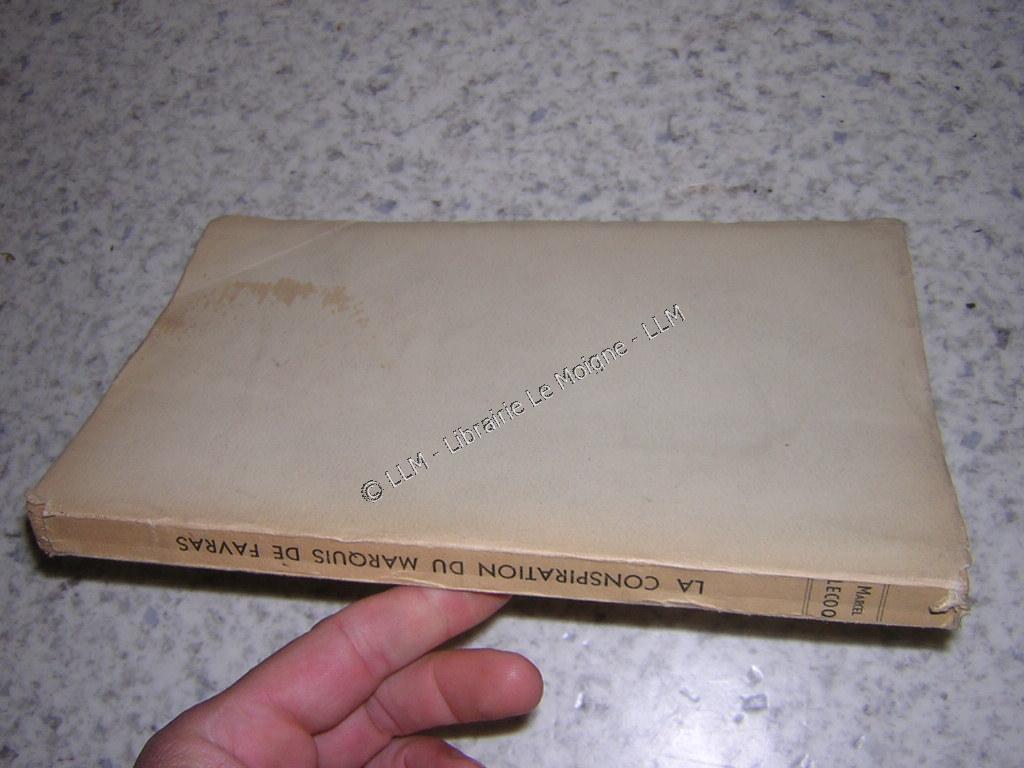 MARCEL
LECOQ
LA CONSPIRATION DU MARQUIS DE FAVRAS
© LLM - Librairie Le Moigne - LLM